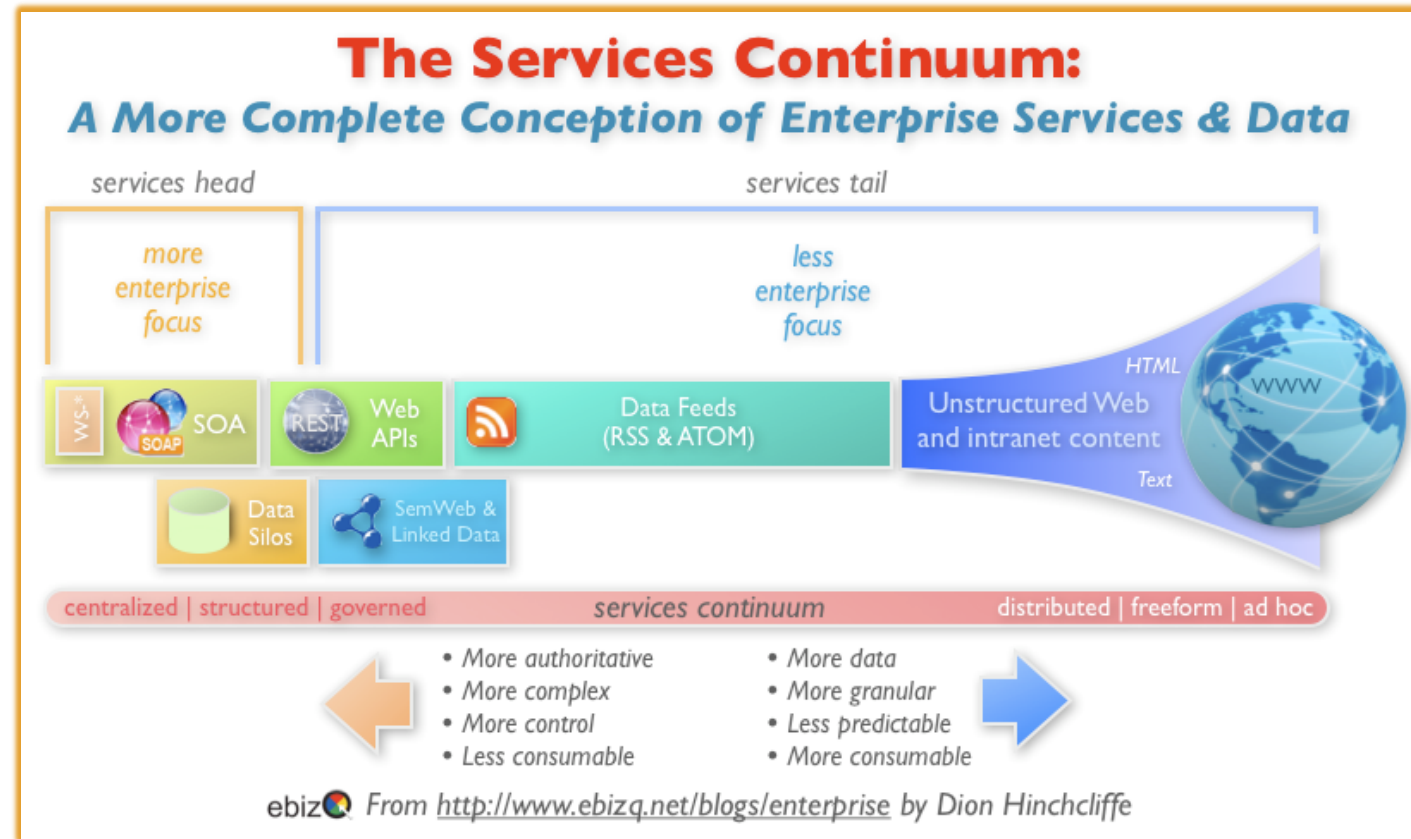 The Services Continuum:
A More Complete Conception of Enterprise Services & Data
services head
services tail
more
enterprise
focus
less
enterprise
focus
WS-*
SOAP
SOA
REST
Web
APIs
Data Feeds
(RSS & ATOM)
HTML
Unstructured Web
and intranet content
Text
WWW
Data
Silos
SemWeb &
Linked Data
centralized | structured | governed
services continuum
distributed | freeform | ad hoc
• More authoritative
• More complex
• More control
• Less consumable
• More data
• More granular
• Less predictable
• More consumable
ebizQ From http://www.ebizq.net/blogs/enterprise by Dion Hinchcliffe